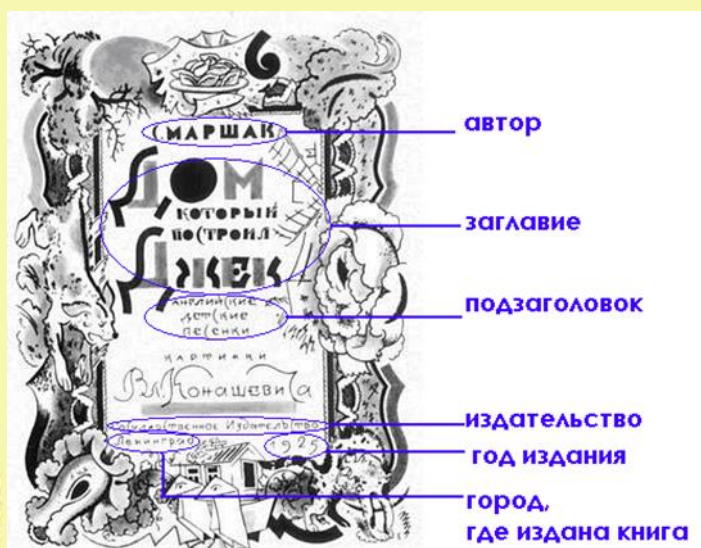 С МАРШАК
автор
ДОМ
КОТОРЫЙ
ПОСТРОИЛ
ДЖЕК
заглавие
АНГЛИЙСКИЕ
ДЕТСКИЕ
ПЕСЕНКИ
подзаголовок
КАРТИНКИ
Вл. Конашевича
Государственное Издательство
издательство
Ленинград
1925
год издания
город,
где издана книга